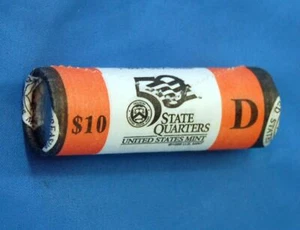 $10
50
STATE
QUARTERS
UNITED STATES MINT
D